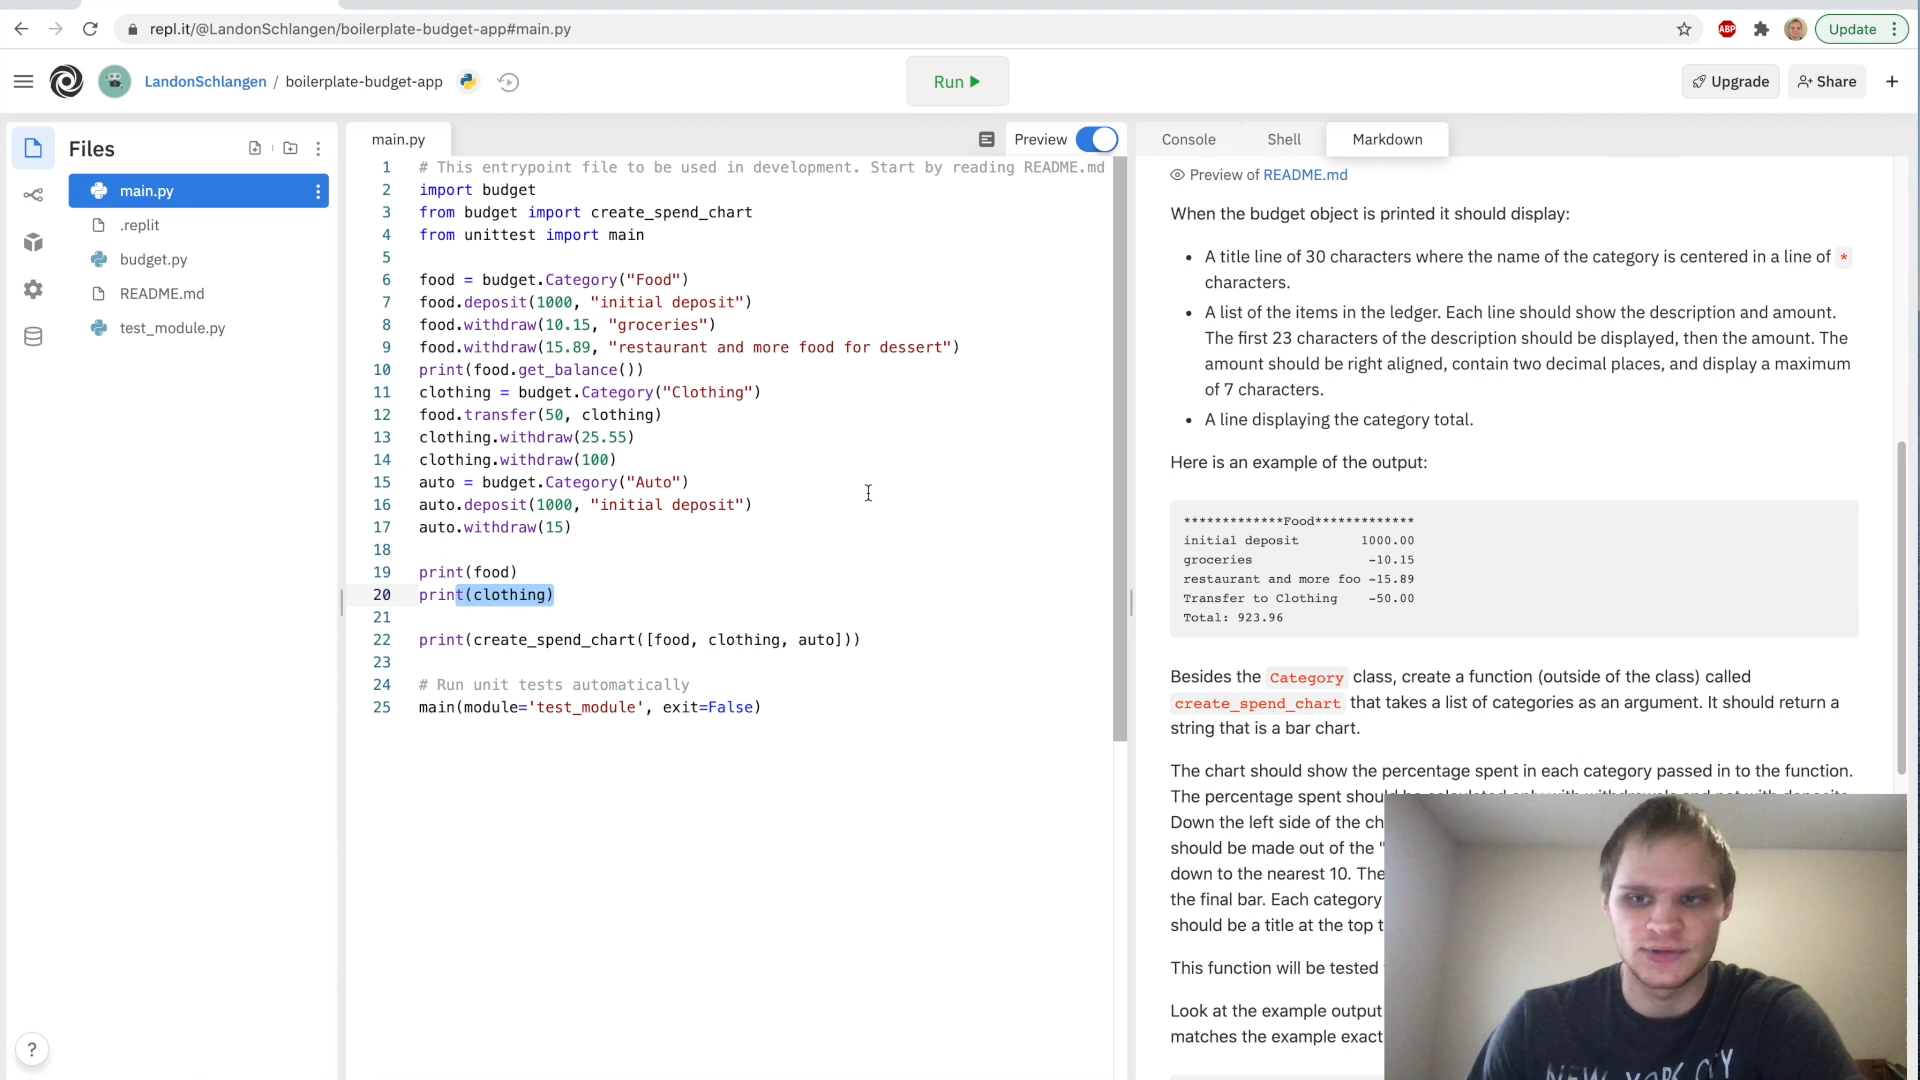 repl.it/@LandonSchlangen/boilerplate-budget-app#main.py
ABP
Update
LandonSchlangen / boilerplate-budget-app
Run
Upgrade
Share
+
Files
main.py
.replit
budget.py
README.md
test_module.py
?
main.py
Preview
1 # This entrypoint file to be used in development. Start by reading README.md
2 import budget
3 from budget import create_spend_chart
4 from unittest import main
5
6 food = budget.Category("Food")
7 food.deposit(1000, "initial deposit")
8 food.withdraw(10.15, "groceries")
9 food.withdraw(15.89, "restaurant and more food for dessert")
10 print(food.get_balance())
11 clothing = budget.Category("Clothing")
12 food.transfer(50, clothing)
13 clothing.withdraw(25.55)
14 clothing.withdraw(100)
15 auto = budget.Category("Auto")
16 auto.deposit(1000, "initial deposit")
17 auto.withdraw(15)
18
19 print(food)
20 print(clothing)
21
22 print(create_spend_chart([food, clothing, auto]))
23
24 # Run unit tests automatically
25 main(module='test_module', exit=False)
Console Shell Markdown
Preview of README.md
When the budget object is printed it should display:
• A title line of 30 characters where the name of the category is centered in a line of *
characters.
• A list of the items in the ledger. Each line should show the description and amount.
The first 23 characters of the description should be displayed, then the amount. The
amount should be right aligned, contain two decimal places, and display a maximum
of 7 characters.
• A line displaying the category total.
Here is an example of the output:
*************Food*************
initial deposit        1000.00
groceries               -10.15
restaurant and more foo -15.89
Transfer to Clothing    -50.00
Total: 923.96
Besides the Category class, create a function (outside of the class) called
create_spend_chart that takes a list of categories as an argument. It should return a
string that is a bar chart.
The chart should show the percentage spent in each category passed in to the function.
The percentage spent should be calculated only with withdrawals and not with deposits.
Down the left side of the ch
should be made out of the "
down to the nearest 10. The
the final bar. Each category
should be a title at the top t
This function will be tested
Look at the example output
matches the example exact
NEW YORK CITY